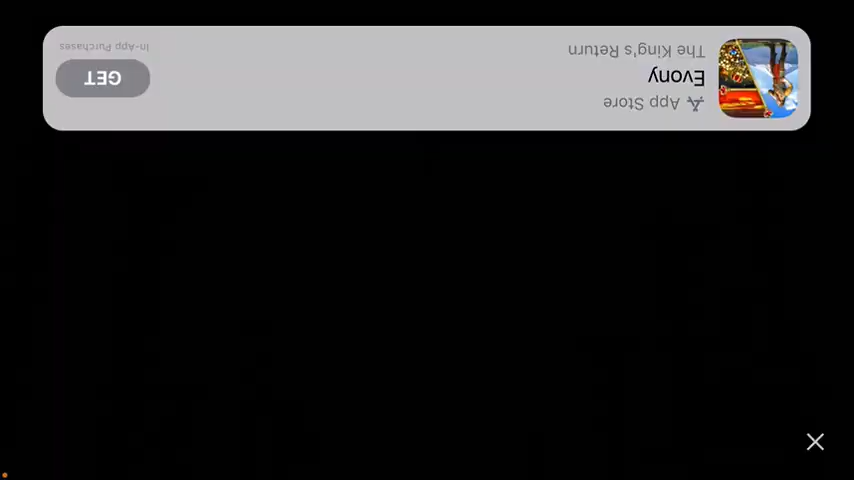 App Store
Evony
The King's Return
GET
In-App Purchases